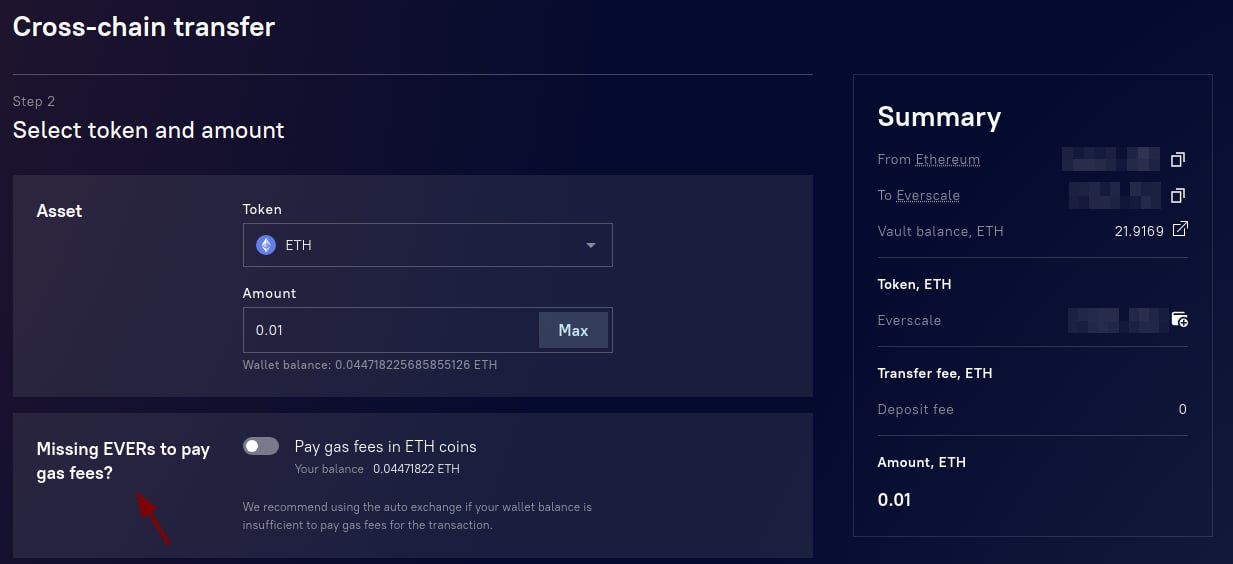 Cross-chain transfer
Step 2
Select token and amount
Asset
Token
ETH
Amount
0.01
Max
Wallet balance: 0.044718225685855126 ETH
Missing EVERs to pay
gas fees?
Pay gas fees in ETH coins
Your balance 0.04471822 ETH
We recommend using the auto exchange if your wallet balance is
insufficient to pay gas fees for the transaction.
Summary
From Ethereum
To Everscale
Vault balance, ETH 21.9169
Token, ETH
Everscale
Transfer fee, ETH
Deposit fee 0
Amount, ETH
0.01